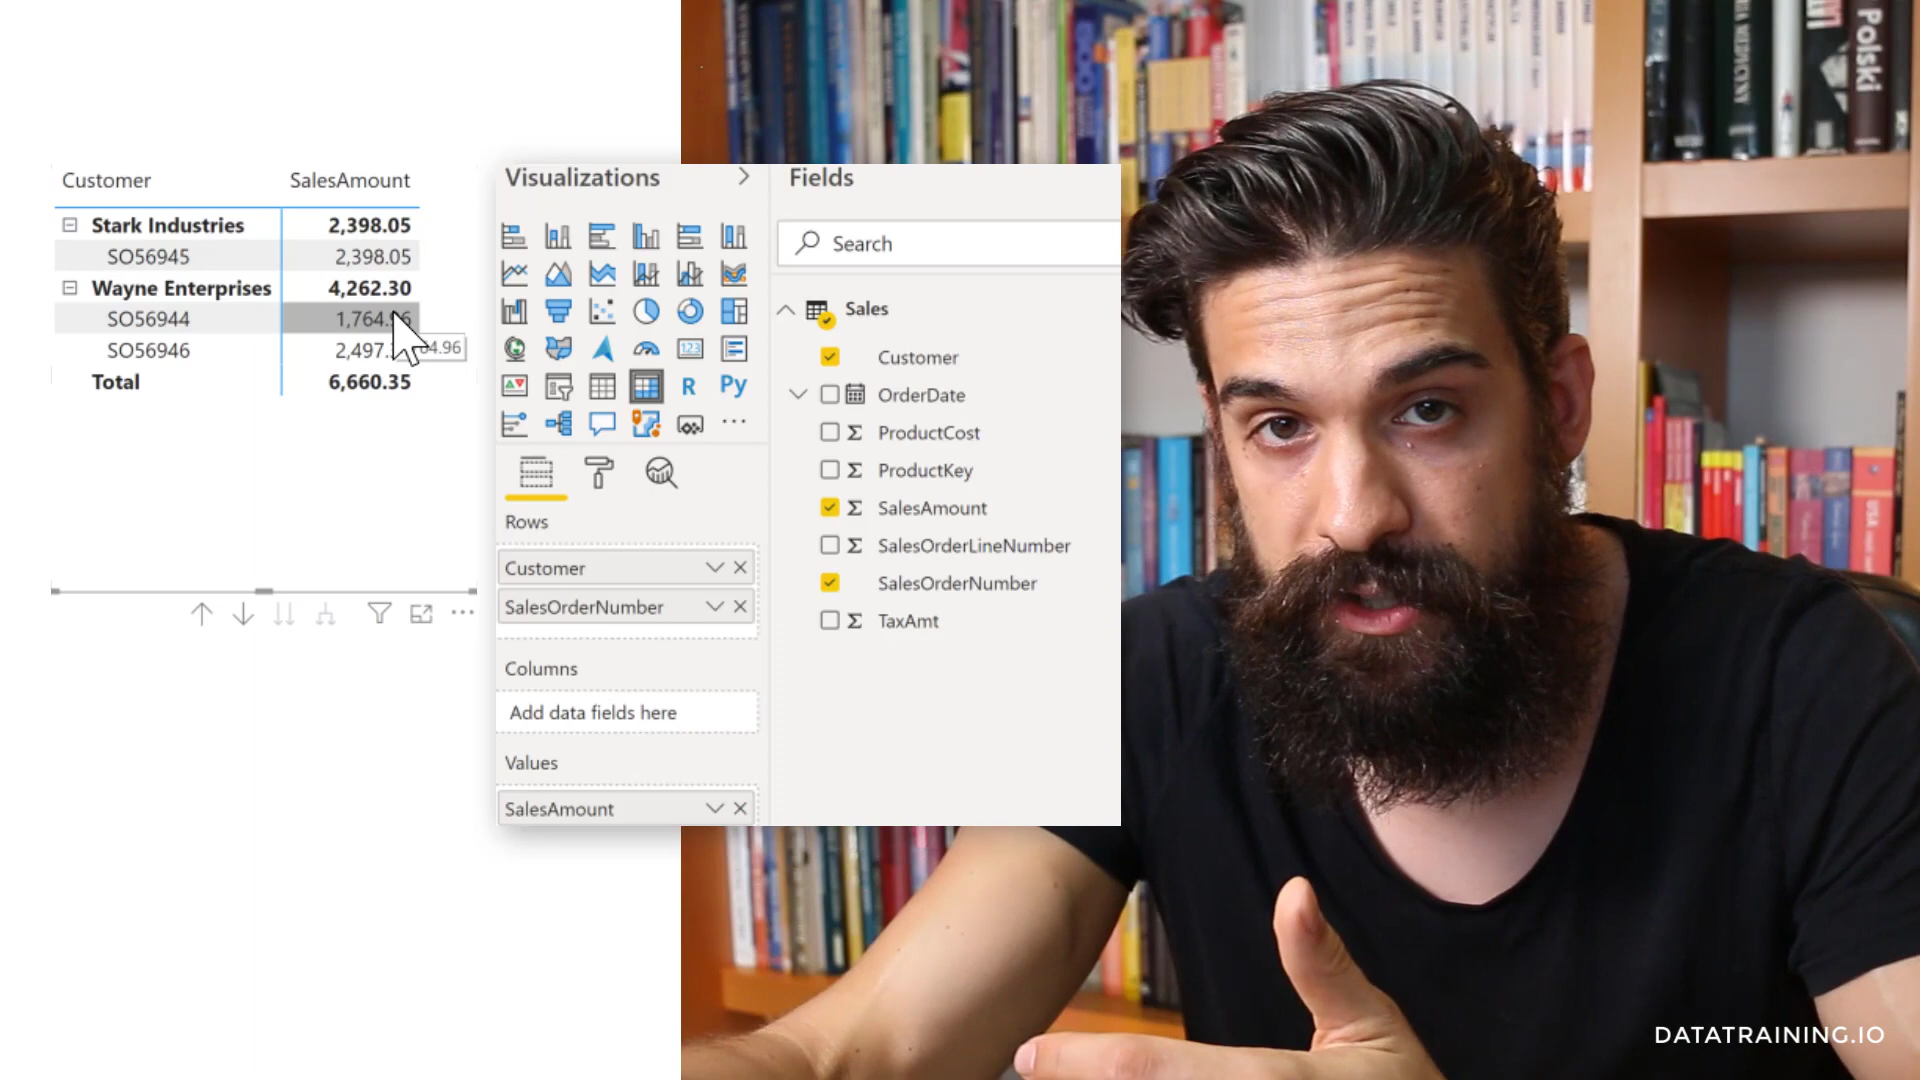 Customer SalesAmount
Stark Industries 2,398.05
SO56945 2,398.05
Wayne Enterprises 4,262.30
SO56944
SO56946
Total 6,660.35
Visualizations
123
R
Py
Rows
Customer
SalesOrderNumber
Columns
Add data fields here
Values
SalesAmount
Fields
Search
Sales
Customer
OrderDate
Σ ProductCost
Σ ProductKey
Σ SalesAmount
Σ SalesOrderLineNumber
SalesOrderNumber
Σ TaxAmt
Polski
DATATRAINING.IO